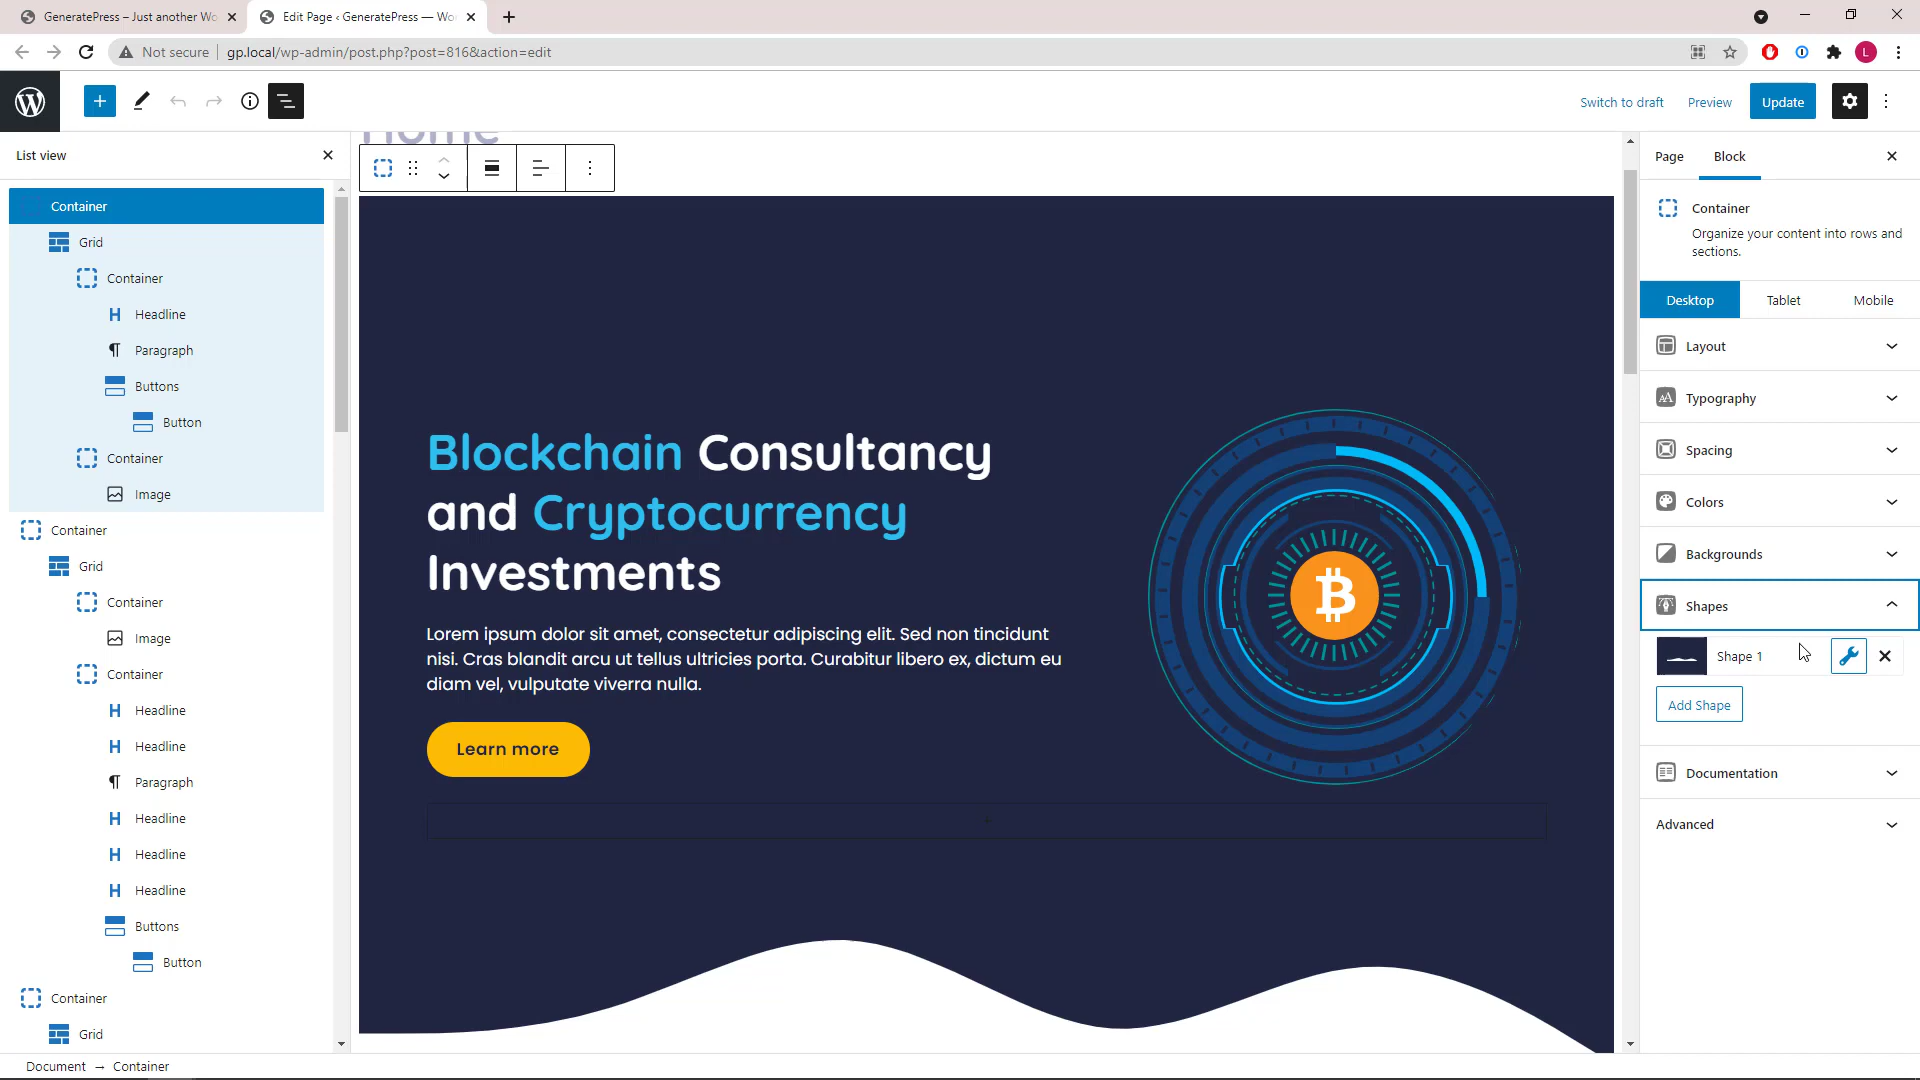 GeneratePress – Just another Wo
Edit Page ‹ GeneratePress — Wo
Not secure
gp.local/wp-admin/post.php?post=816&action=edit
L
Switch to draft
Preview
Update
List view
Container
Grid
Container
Headline
Paragraph
Buttons
Button
Container
Image
Container
Grid
Container
Image
Container
Headline
Headline
Paragraph
Headline
Headline
Headline
Buttons
Button
Container
Grid
Document → Container
Home
Blockchain Consultancy
and Cryptocurrency
Investments
Lorem ipsum dolor sit amet, consectetur adipiscing elit. Sed non tincidunt
nisi. Cras blandit arcu ut tellus ultricies porta. Curabitur libero ex, dictum eu
diam vel, vulputate viverra nulla.
Learn more
Page
Block
Container
Organize your content into rows and
sections.
Desktop
Tablet
Mobile
Layout
Typography
Spacing
Colors
Backgrounds
Shapes
Shape 1
Add Shape
Documentation
Advanced